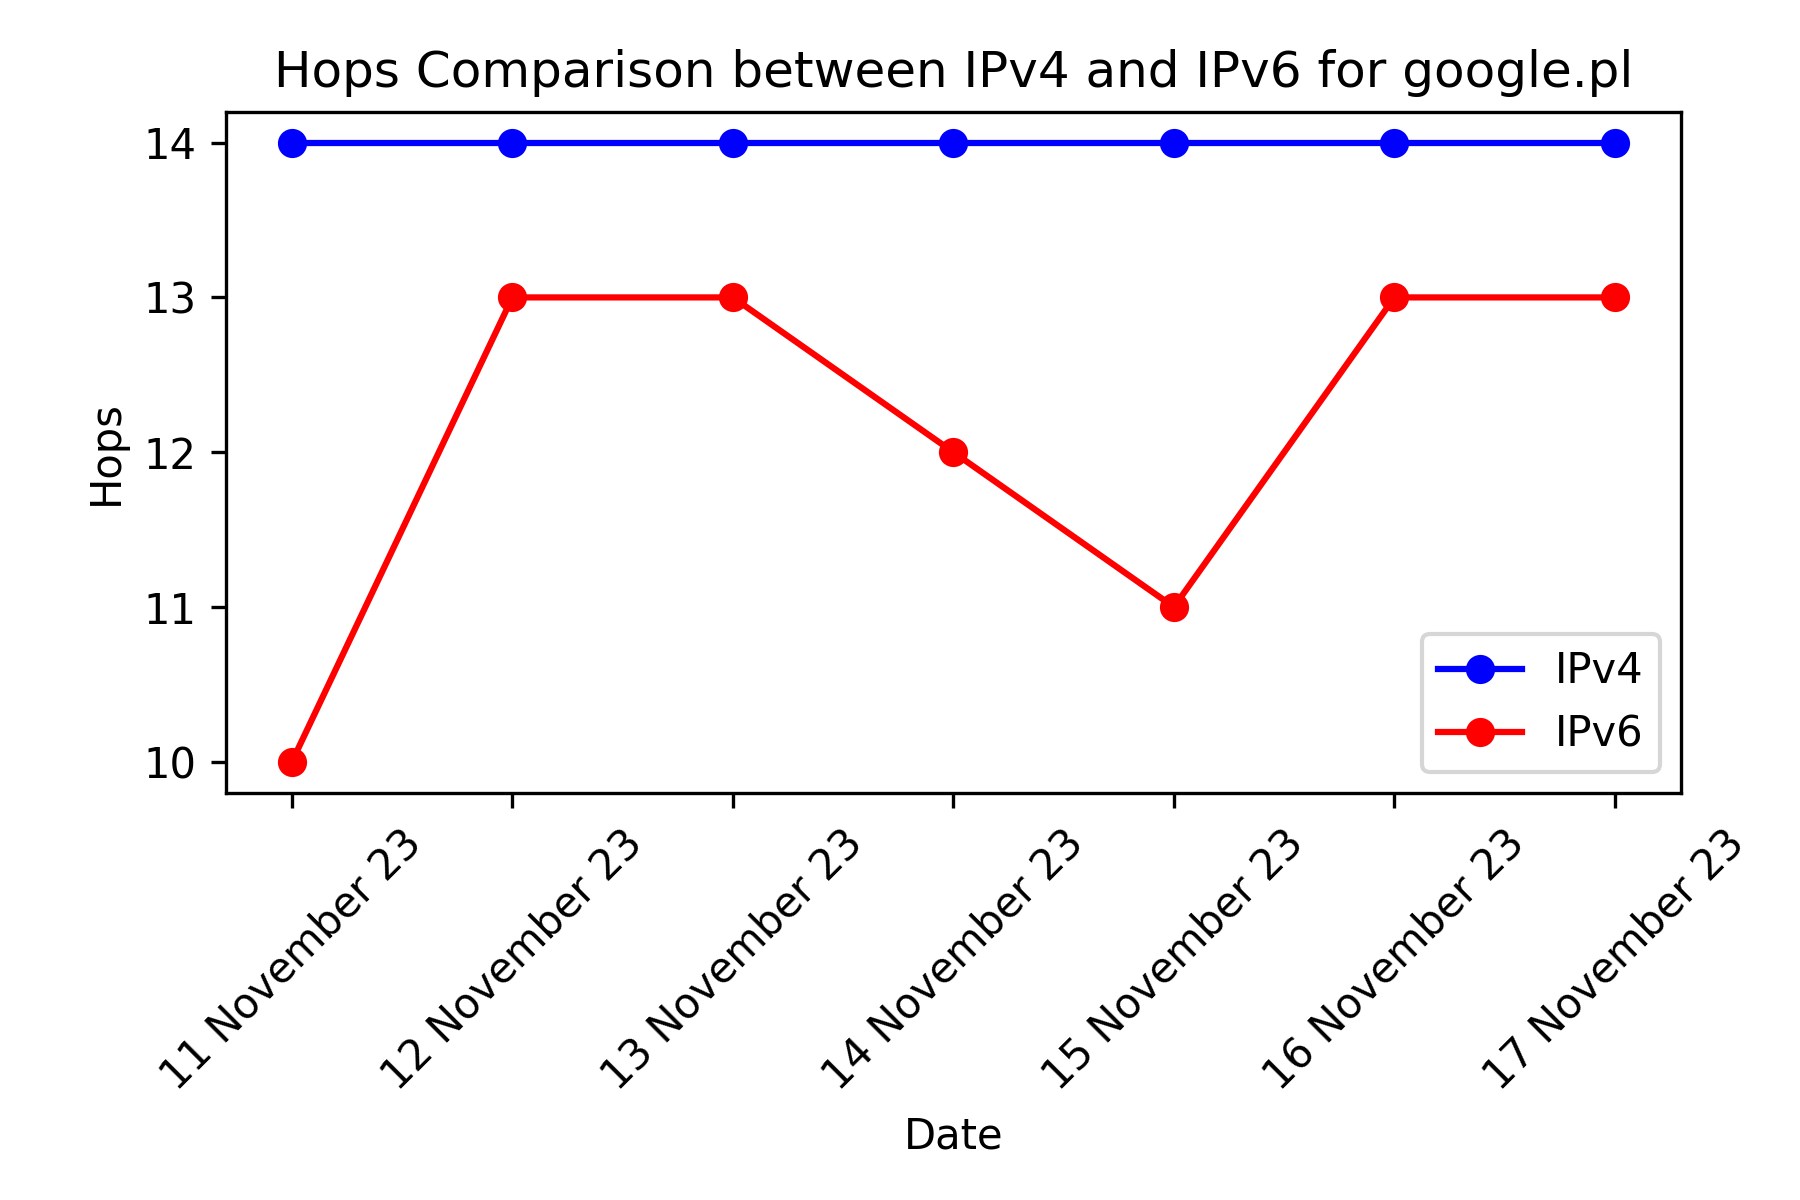 Hops Comparison between IPv4 and IPv6 for google.pl
14
13
12
11
10
Hops
IPv4
IPv6
11 November 23
12 November 23
13 November 23
14 November 23
15 November 23
16 November 23
17 November 23
Date